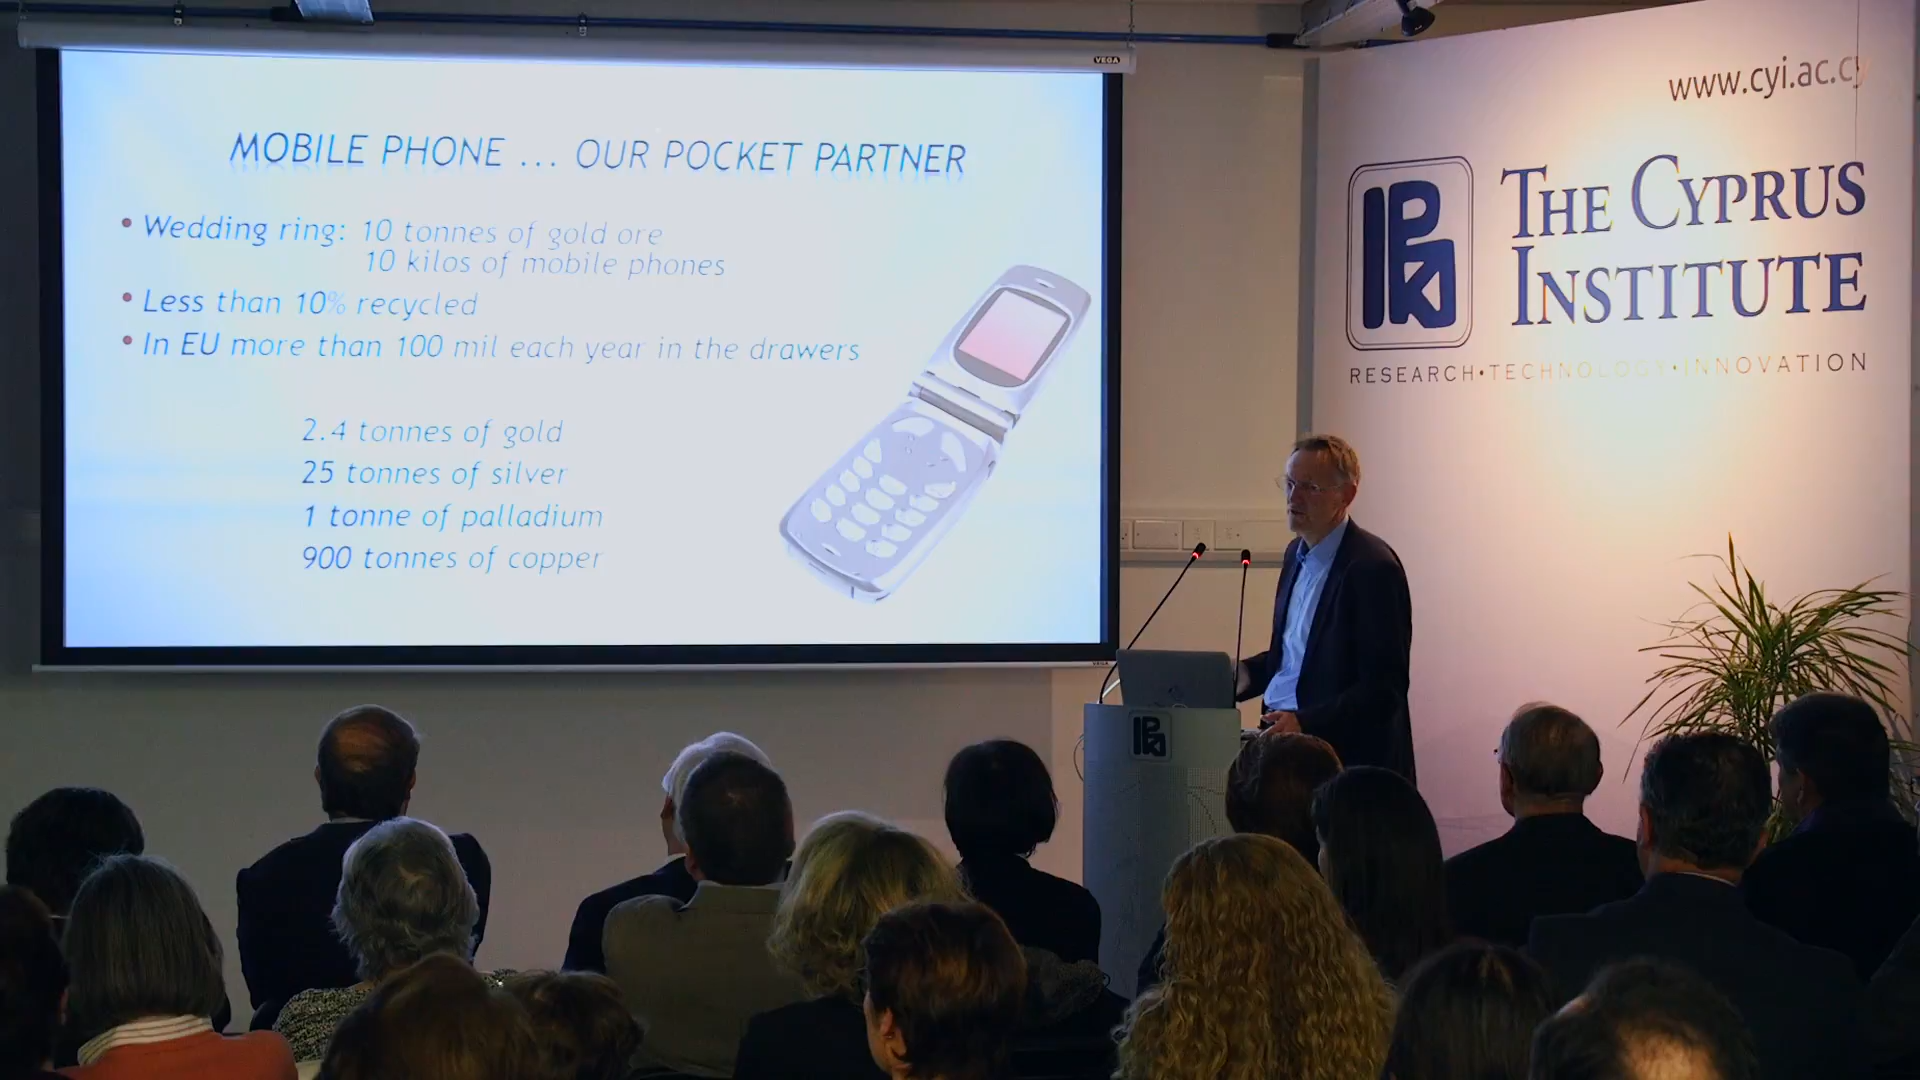 VEGA
MOBILE PHONE ... OUR POCKET PARTNER
• Wedding ring: 10 tonnes of gold ore
10 kilos of mobile phones
• Less than 10% recycled
• In EU more than 100 mil each year in the drawers
2.4 tonnes of gold
25 tonnes of silver
1 tonne of palladium
900 tonnes of copper
VEGA
www.cyi.ac.cy
THE CYPRUS
INSTITUTE
RESEARCH•TECHNOLOGY•INNOVATION